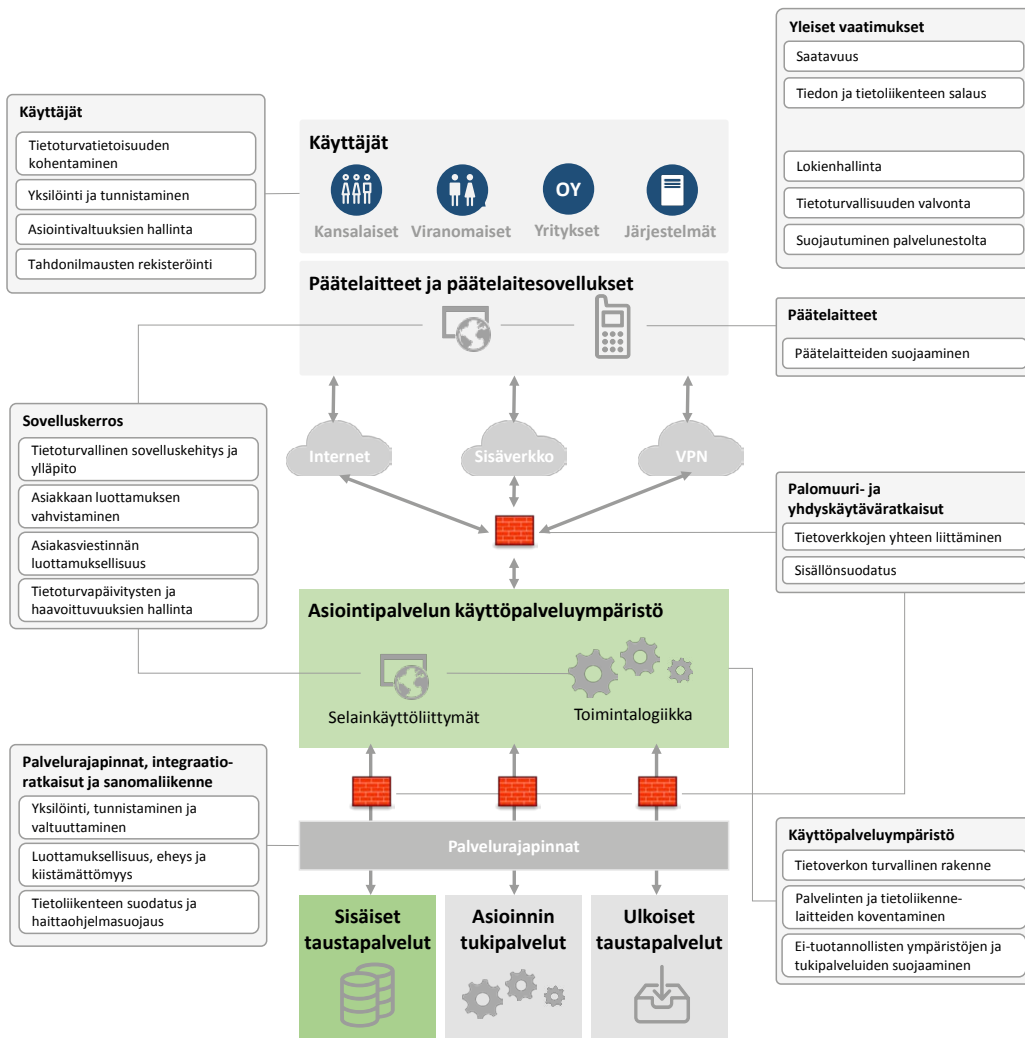 Yleiset vaatimukset
Saatavuus
Tiedon ja tietoliikenteen salaus
Lokienhallinta
Tietoturvallisuuden valvonta
Suojautuminen palvelunestolta
Käyttäjät
Tietoturvatietoisuuden
kohentaminen
Yksilöinti ja tunnistaminen
Asiointivaltuuksien hallinta
Tahdonilmausten rekisteröinti
Käyttäjät
OY
Kansalaiset
Viranomaiset
Yritykset
Järjestelmät
Päätelaitteet ja päätelaitesovellukset
Päätelaitteet
Päätelaitteiden suojaaminen
Sovelluskerros
Tietoturvallinen sovelluskehitys ja
ylläpito
Asiakkaan luottamuksen
vahvistaminen
Asiakasviestinnän
luottamuksellisuus
Tietoturvapäivitysten ja
haavoittuvuuksien hallinta
Internet
Sisäverkko
VPN
Palomuuri- ja
yhdyskäytäväratkaisut
Tietoverkkojen yhteen liittäminen
Sisällönsuodatus
Asiointipalvelun käyttöpalveluympäristö
Selainkäyttöliittymät
Toimintalogiikka
Palvelurajapinnat, integraatio-
ratkaisut ja sanomaliikenne
Yksilöinti, tunnistaminen ja
valtuuttaminen
Luottamuksellisuus, eheys ja
kiistämättömyys
Tietoliikenteen suodatus ja
haittaohjelmasuojaus
Palvelurajapinnat
Käyttöpalveluympäristö
Tietoverkon turvallinen rakenne
Palvelinten ja tietoliikenne-
laitteiden koventaminen
Ei-tuotannollisten ympäristöjen ja
tukipalveluiden suojaaminen
Sisäiset
taustapalvelut
Asioinnin
tukipalvelut
Ulkoiset
taustapalvelut